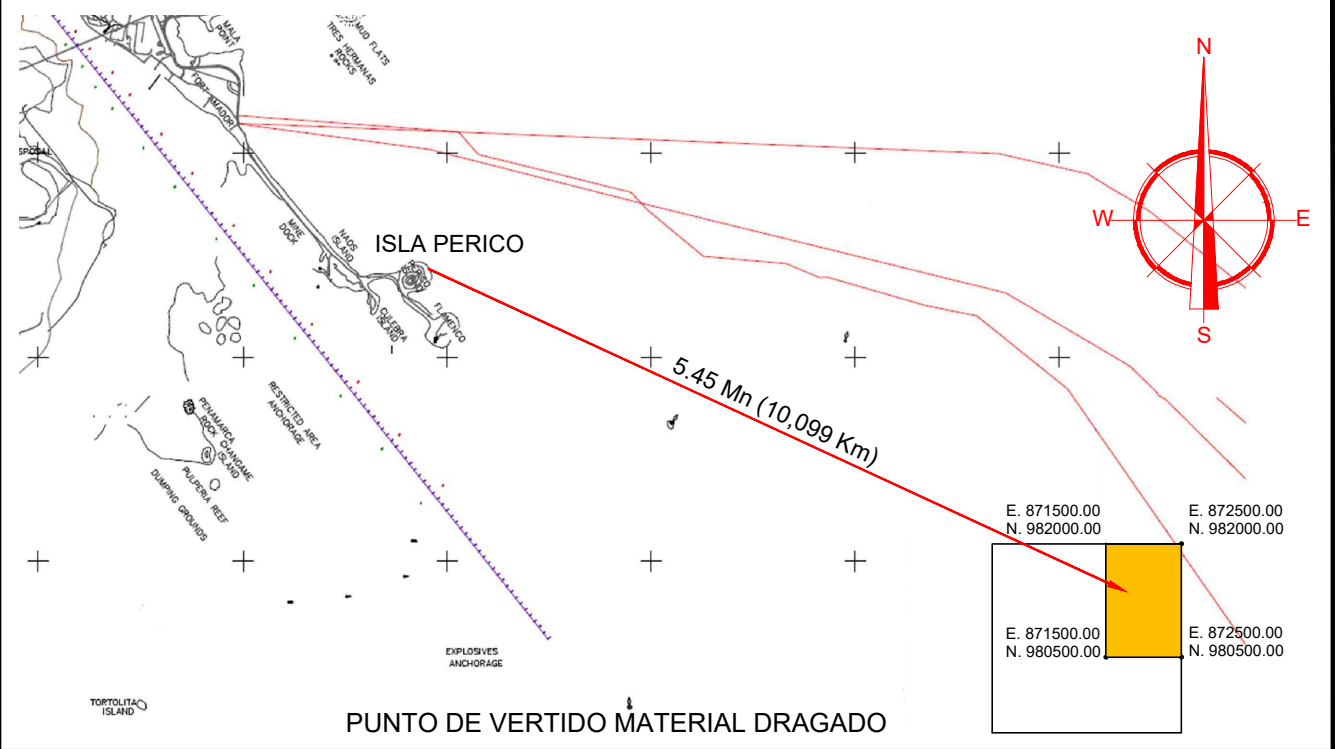 MALA
POINT
MUD FLATS
TRES HERMANAS
ROCKS
FORT AMADOR
N
W
E
S
MINE
DOCK
NAOS
ISLAND
ISLA PERICO
CULEBRA
ISLAND
FLAMENCO
5.45 Mn (10,099 Km)
RESTRICTED AREA
ANCHORAGE
PENAMARCA
ROCK CHANGAME
ISLAND
PULPERIA REEF
DUMPING GROUNDS
E. 871500.00
N. 982000.00
E. 872500.00
N. 982000.00
E. 871500.00
N. 980500.00
E. 872500.00
N. 980500.00
EXPLOSIVES
ANCHORAGE
TORTOLITA
ISLAND
PUNTO DE VERTIDO MATERIAL DRAGADO